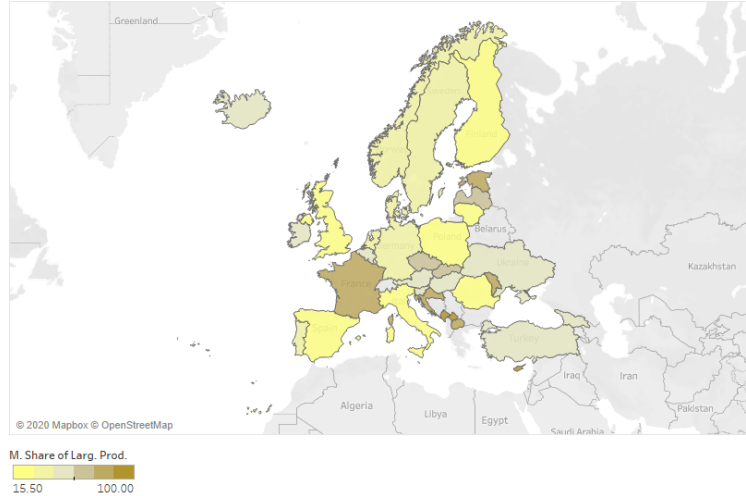 Greenland
Sweden
Finland
Norway
Belarus
Poland
Germany
Ukraine
Kazakhstan
France
Spain
Turkey
Iraq
Iran
Algeria
Libya
Egypt
Pakistan
Saudi Arabia
© 2020 Mapbox © OpenStreetMap
M. Share of Larg. Prod.
15.50 100.00